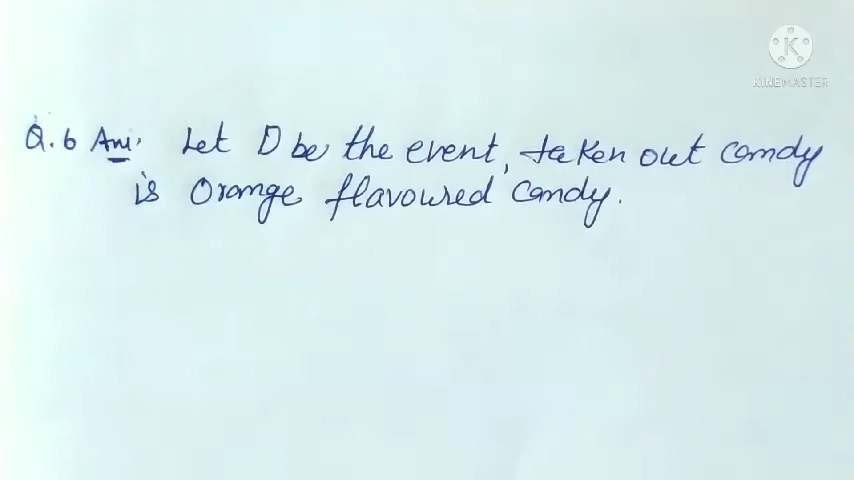 K
KINEMASTER
Q.6 Ans. Let D be the event, taken out candy
is Orange flavoured candy.